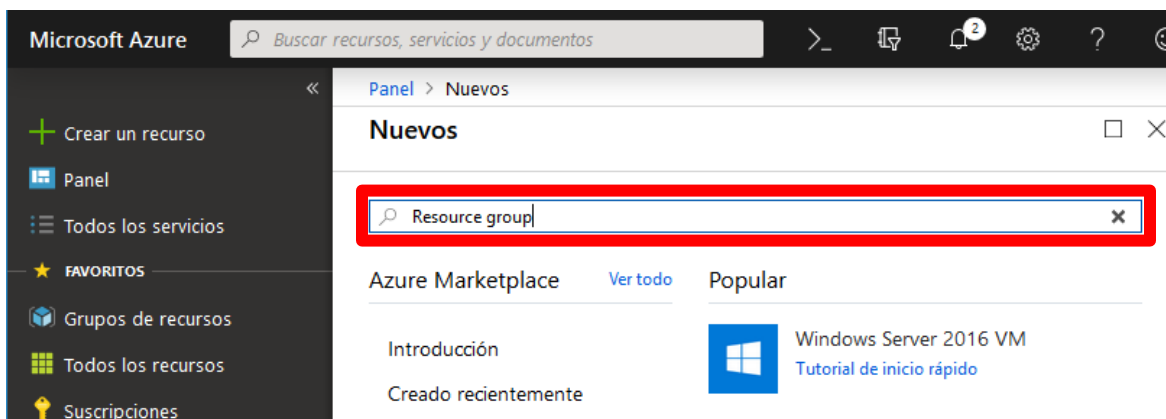 Microsoft Azure
Buscar recursos, servicios y documentos
>_
2
?
«
Panel > Nuevos
Crear un recurso
Nuevos
Panel
Resource group
Todos los servicios
FAVORITOS
Azure Marketplace
Ver todo
Popular
Grupos de recursos
Introducción
Windows Server 2016 VM
Todos los recursos
Tutorial de inicio rápido
Creado recientemente
Suscripciones